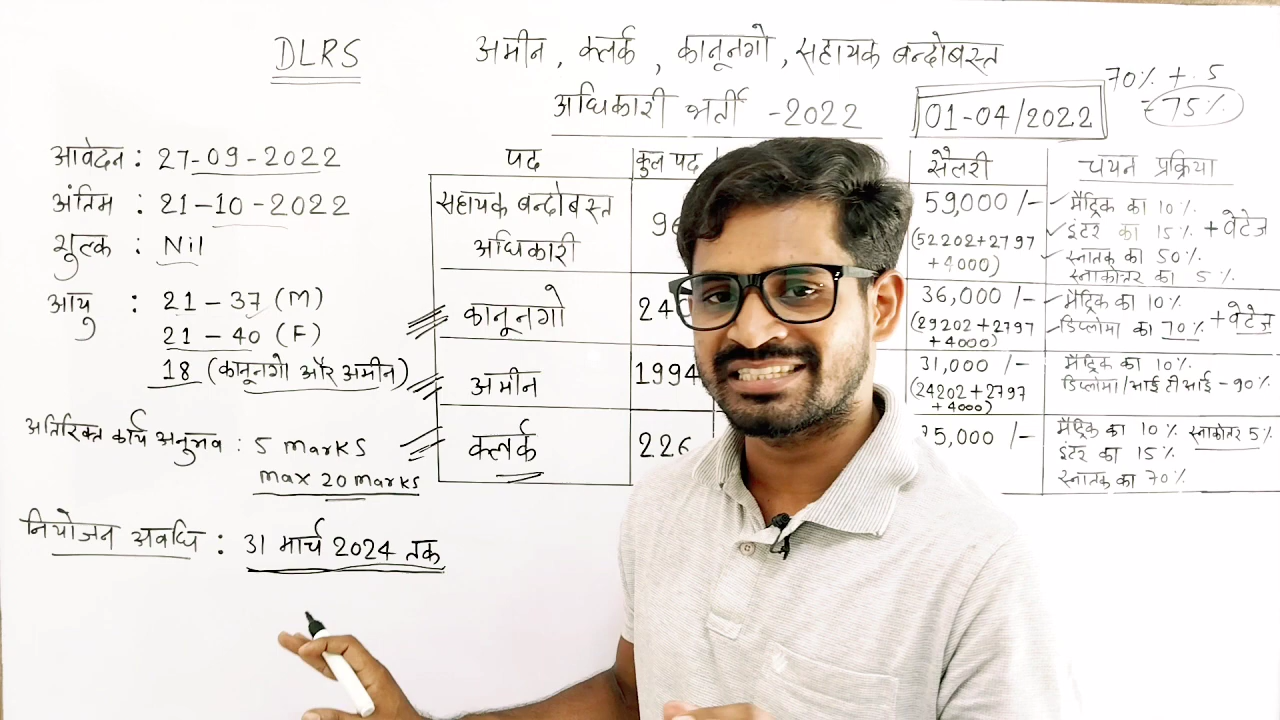 DLRS
अमीन, क्लर्क, कानूनगो, सहायक बन्दोबस्त
अधिकारी भर्ती -2022
01-04/2022
70% + 5
= 75%
आवेदन : 27-09-2022
अंतिम : 21-10-2022
शुल्क : Nil
आयु : 21-37 (M)
21-40 (F)
18 (कानूनगो और अमीन)
अतिरिक्त कार्य अनुभव : 5 Marks
Max 20 Marks
नियोजन अवधि : 31 मार्च 2024 तक
पद कुल पद सैलरी चयन प्रक्रिया
सहायक बन्दोबस्त
अधिकारी
59,000 /-
(52202+2797
+4000)
मैट्रिक का 10%
इंटर का 15% + वेटेज
स्नातक का 50%
स्नाकोत्तर का 5%
कानूनगो
36,000 /-
(29202+2797
+4000)
मैट्रिक का 10%
डिप्लोमा का 70% + वेटेज
अमीन 1994
31,000 /-
(24202+2797
+4000)
मैट्रिक का 10%
डिप्लोमा/आई टी आई - 90%
क्लर्क 226
5,000 /-
मैट्रिक का 10% स्नाकोत्तर 5%
इंटर का 15%
स्नातक का 70%